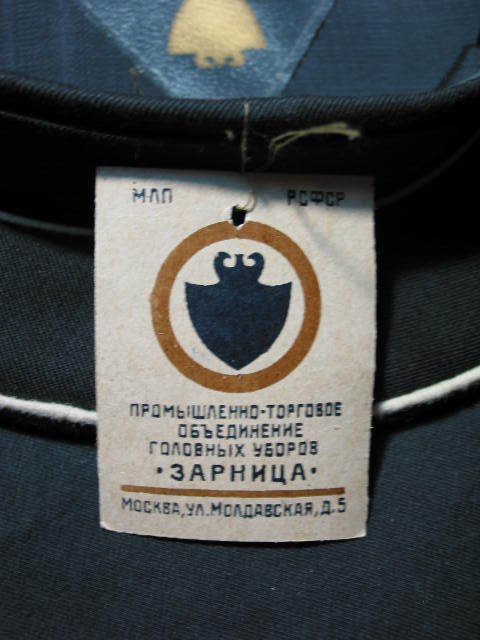 МЛП РСФСР
ПРОМЫШЛЕННО-ТОРГОВОЕ
ОБЪЕДИНЕНИЕ
ГОЛОВНЫХ УБОРОВ
·ЗАРНИЦА·
МОСКВА, УЛ. МОЛДАВСКАЯ, Д. 5